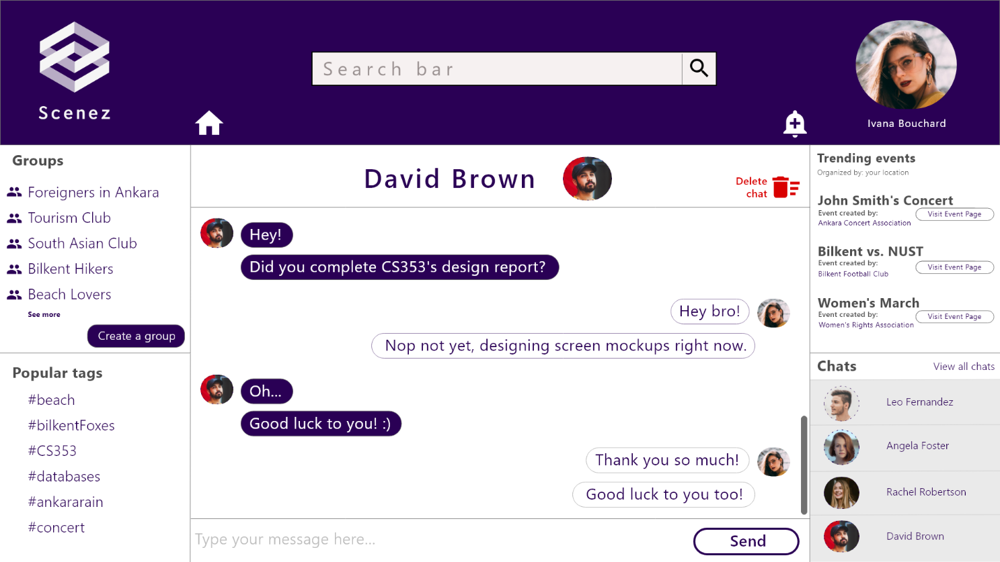 Scenez
Search bar
Ivana Bouchard
Groups
Foreigners in Ankara
Tourism Club
South Asian Club
Bilkent Hikers
Beach Lovers
See more
Create a group
Popular tags
#beach
#bilkentFoxes
#CS353
#databases
#ankararain
#concert
David Brown
Delete
chat
Hey!
Did you complete CS353's design report?
Hey bro!
Nop not yet, designing screen mockups right now.
Oh...
Good luck to you! :)
Thank you so much!
Good luck to you too!
Type your message here...
Send
Trending events
Organized by: your location
John Smith's Concert
Event created by:
Ankara Concert Association
Visit Event Page
Bilkent vs. NUST
Event created by:
Bilkent Football Club
Visit Event Page
Women's March
Event created by:
Women's Rights Association
Visit Event Page
Chats
View all chats
Leo Fernandez
Angela Foster
Rachel Robertson
David Brown